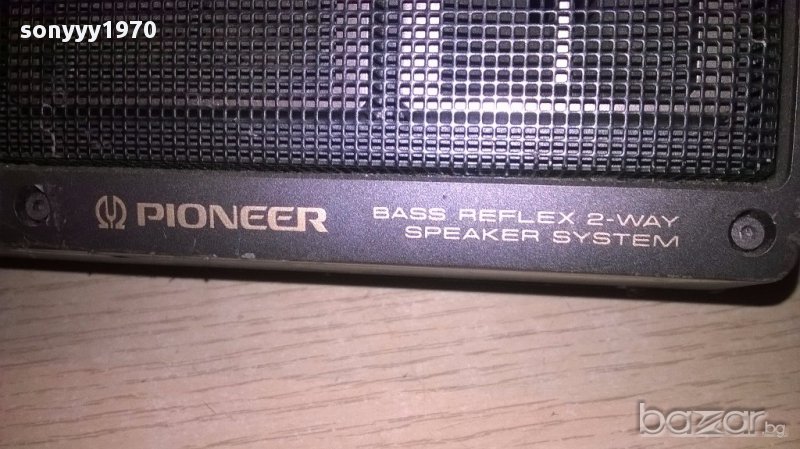 sonyyy1970
PIONEER
BASS REFLEX 2-WAY
SPEAKER SYSTEM
bazar.bg